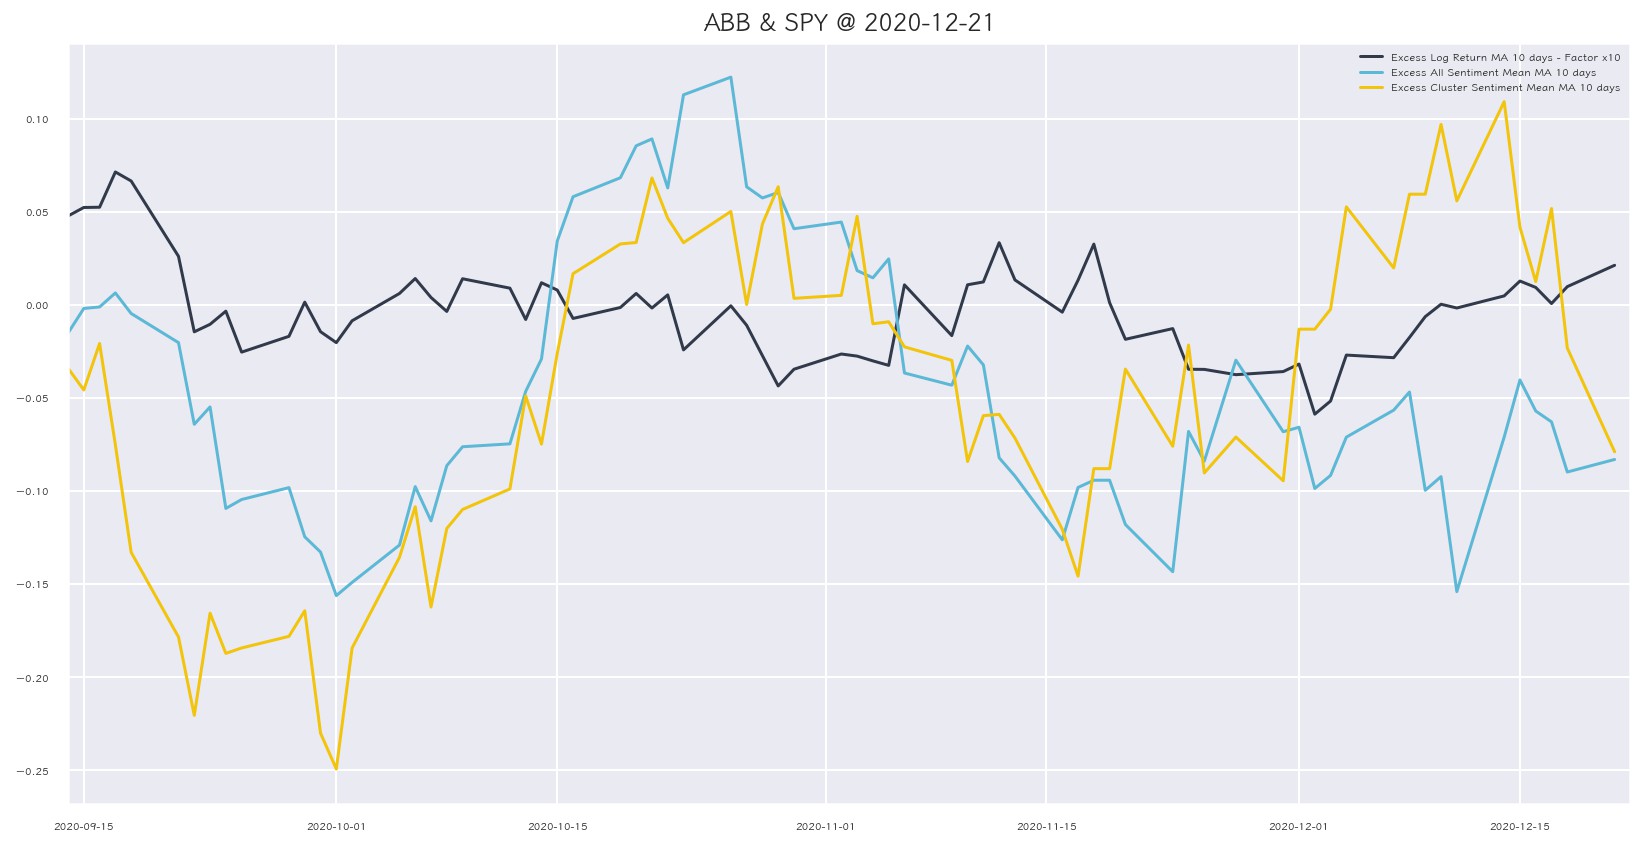 ABB & SPY @ 2020-12-21
Excess Log Return MA 10 days - Factor x10
Excess All Sentiment Mean MA 10 days
Excess Cluster Sentiment Mean MA 10 days
0.10
0.05
0.00
−0.05
−0.10
−0.15
−0.20
−0.25
2020-09-15 2020-10-01 2020-10-15 2020-11-01 2020-11-15 2020-12-01 2020-12-15